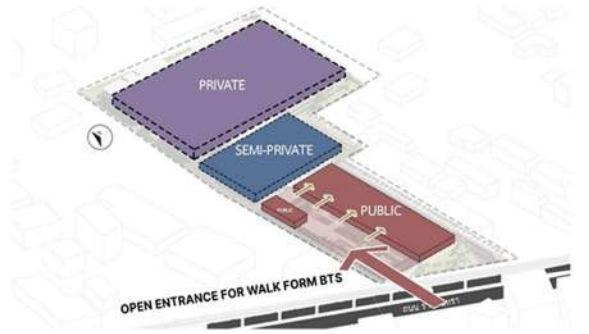 PRIVATE
SEMI-PRIVATE
PUBLIC
PUBLIC
OPEN ENTRANCE FOR WALK FORM BTS